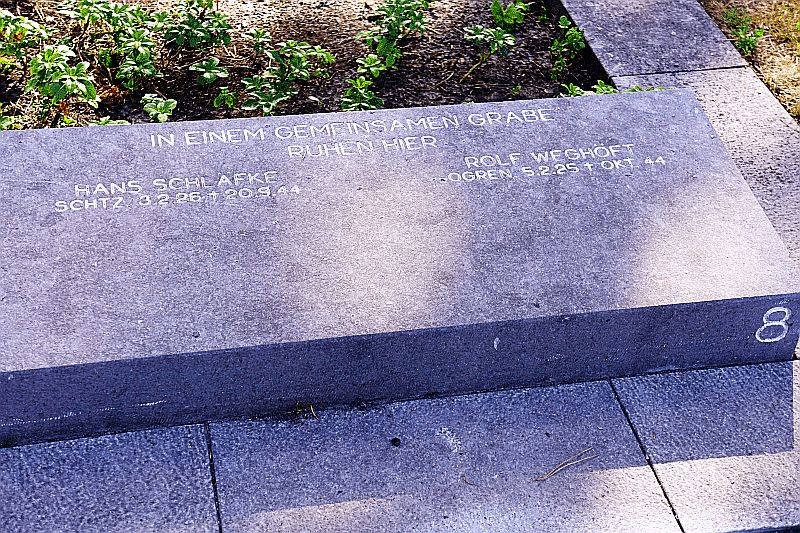 IN EINEM GEMEINSAMEN GRABE
RUHEN HIER
HANS SCHLAFKE
SCHTZ 3.2.26 † 20.9.44
ROLF WEGHÖFT
OGREN 5.2.25 † OKT. 44
8